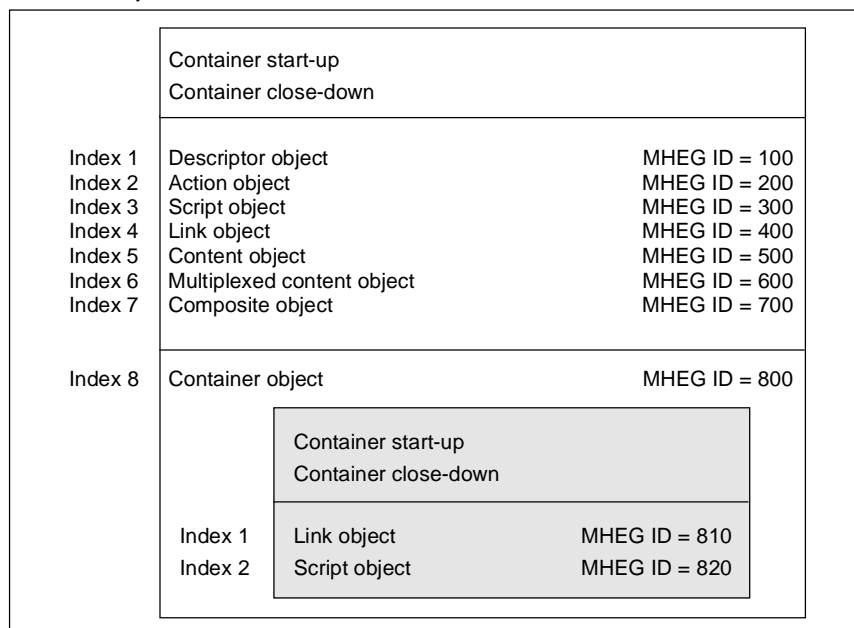 Container start-up
Container close-down
Index 1 Descriptor object MHEG ID = 100
Index 2 Action object MHEG ID = 200
Index 3 Script object MHEG ID = 300
Index 4 Link object MHEG ID = 400
Index 5 Content object MHEG ID = 500
Index 6 Multiplexed content object MHEG ID = 600
Index 7 Composite object MHEG ID = 700
Index 8 Container object MHEG ID = 800
Container start-up
Container close-down
Index 1 Link object MHEG ID = 810
Index 2 Script object MHEG ID = 820